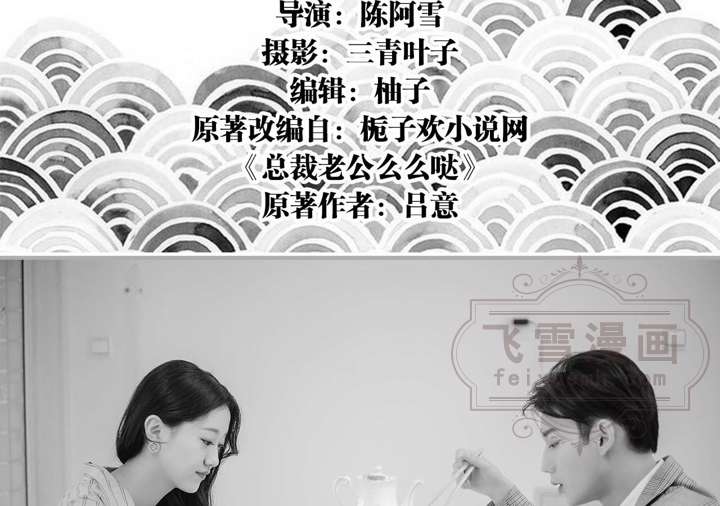 导演：陈阿雪
摄影：三青叶子
编辑：柚子
原著改编自：栀子欢小说网
《总裁老公么么哒》
原著作者：吕意
飞雪漫画